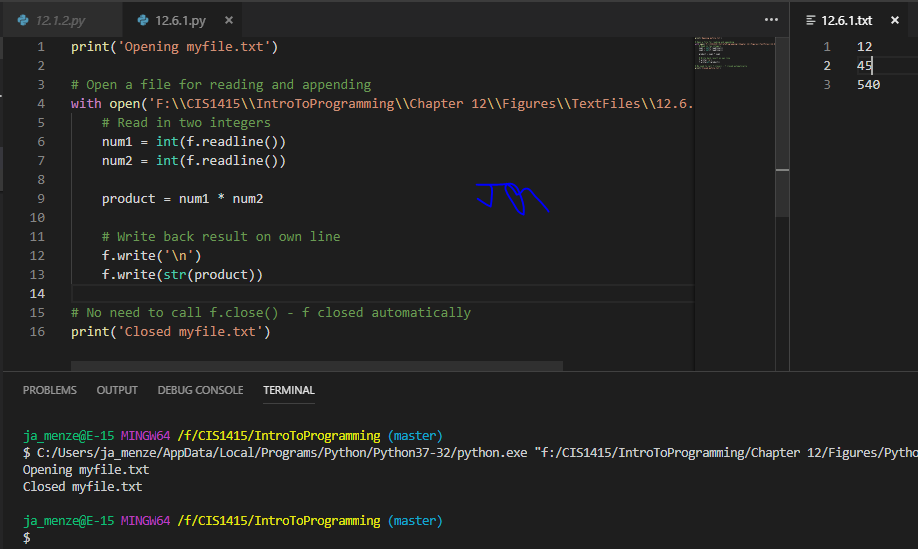 12.1.2.py
12.6.1.py
12.6.1.txt
1 print('Opening myfile.txt')
2
3 # Open a file for reading and appending
4 with open('F:\\CIS1415\\IntroToProgramming\\Chapter 12\\Figures\\TextFiles\\12.6.
5 # Read in two integers
6 num1 = int(f.readline())
7 num2 = int(f.readline())
8
9 product = num1 * num2
10
11 # Write back result on own line
12 f.write('\n')
13 f.write(str(product))
14
15 # No need to call f.close() - f closed automatically
16 print('Closed myfile.txt')
1 12
2 45
3 540
PROBLEMS OUTPUT DEBUG CONSOLE TERMINAL
ja_menze@E-15 MINGW64 /f/CIS1415/IntroToProgramming (master)
$ C:/Users/ja_menze/AppData/Local/Programs/Python/Python37-32/python.exe "f:/CIS1415/IntroToProgramming/Chapter 12/Figures/Pytho
Opening myfile.txt
Closed myfile.txt
ja_menze@E-15 MINGW64 /f/CIS1415/IntroToProgramming (master)
$